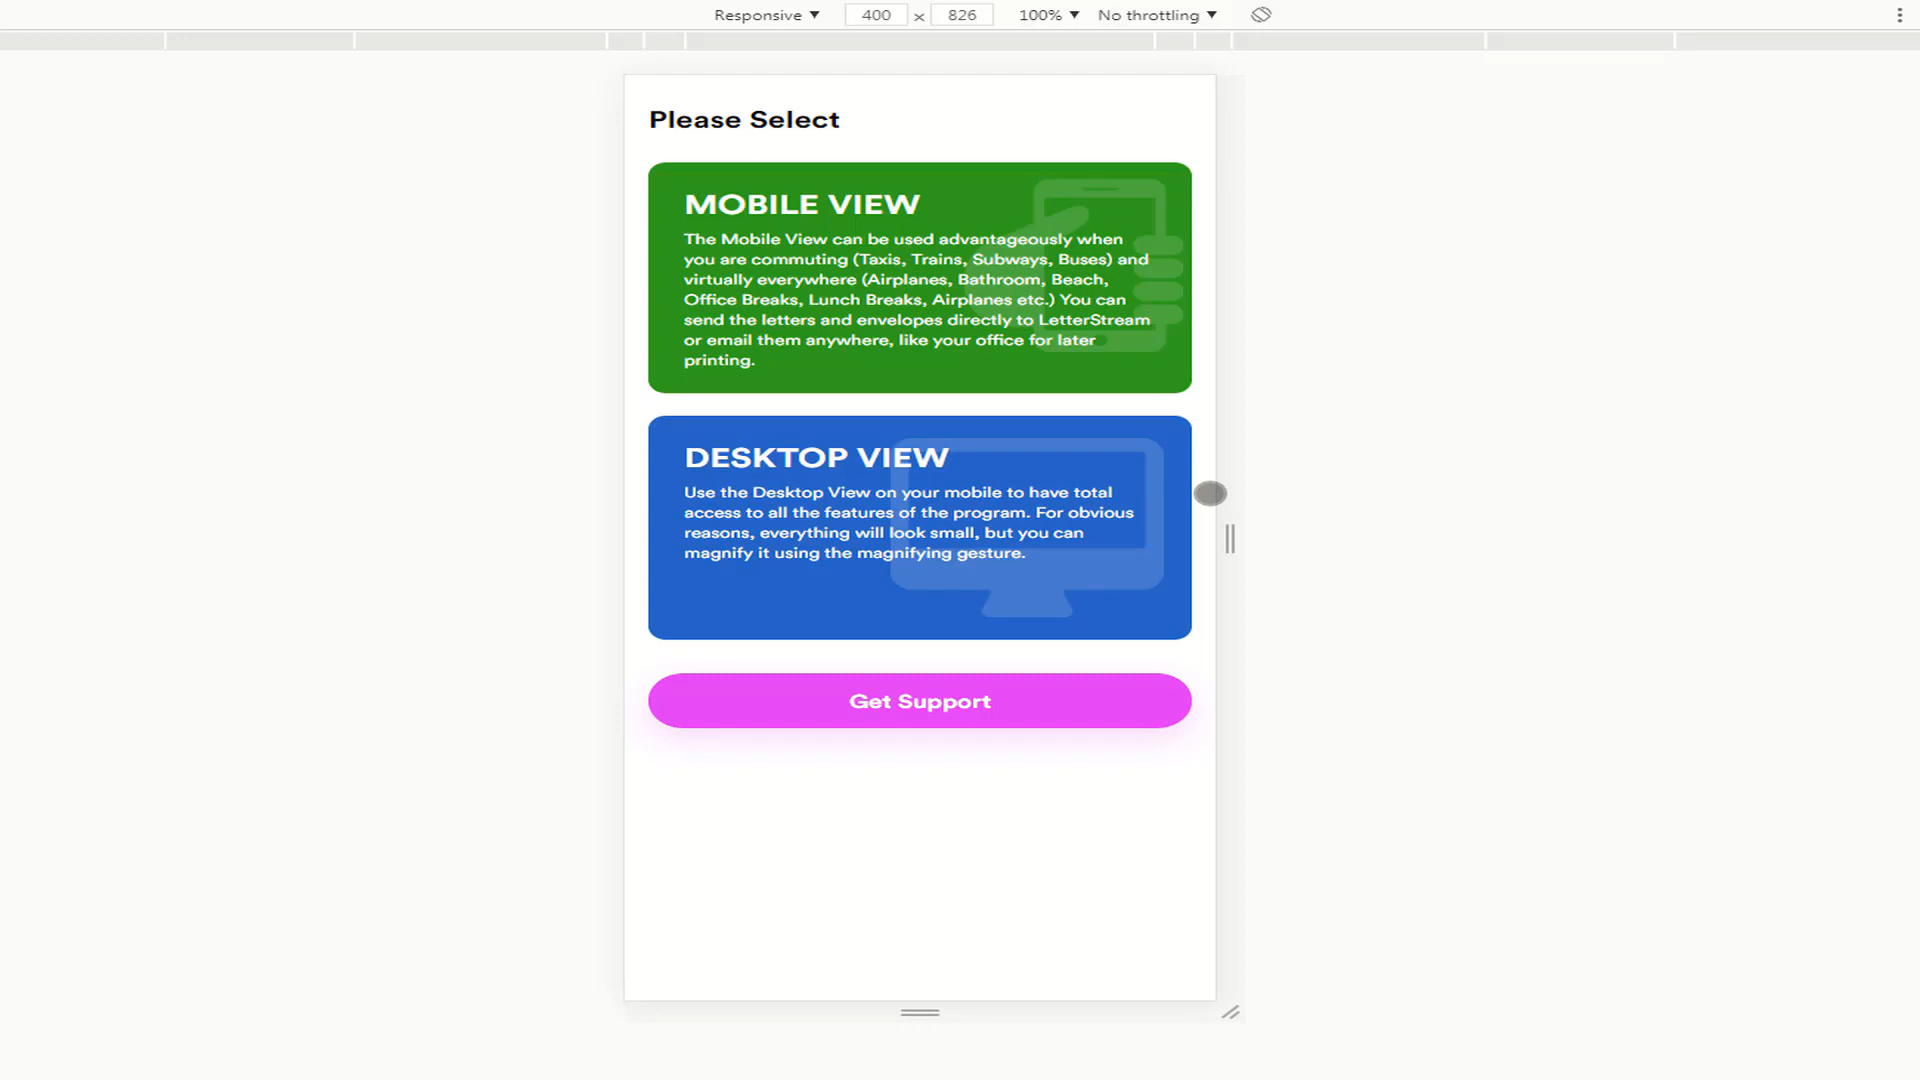 Responsive ▼ 400 x 826 100% ▼ No throttling ▼
Please Select
MOBILE VIEW
The Mobile View can be used advantageously when
you are commuting (Taxis, Trains, Subways, Buses) and
virtually everywhere (Airplanes, Bathroom, Beach,
Office Breaks, Lunch Breaks, Airplanes etc.) You can
send the letters and envelopes directly to LetterStream
or email them anywhere, like your office for later
printing.
DESKTOP VIEW
Use the Desktop View on your mobile to have total
access to all the features of the program. For obvious
reasons, everything will look small, but you can
magnify it using the magnifying gesture.
Get Support